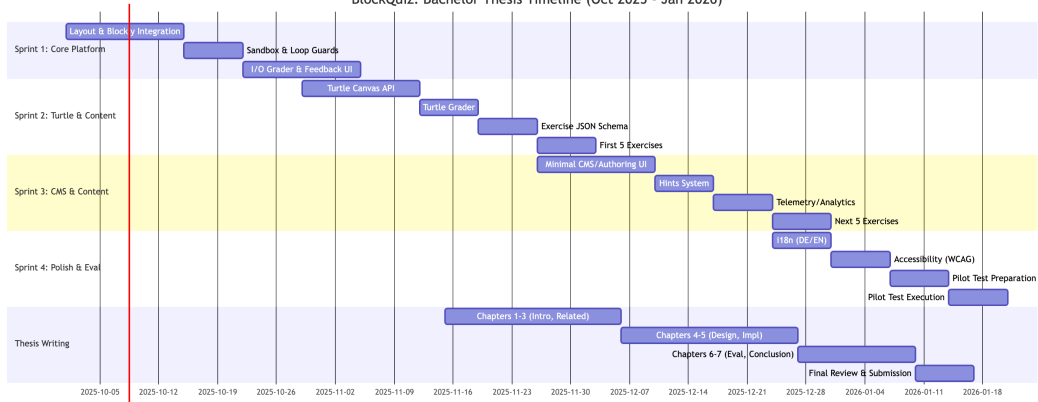 BlockQuiz: Bachelor Thesis Timeline (Oct 2025 - Jan 2026)
Sprint 1: Core Platform
Layout & Blockly Integration
Sandbox & Loop Guards
I/O Grader & Feedback UI
Sprint 2: Turtle & Content
Turtle Canvas API
Turtle Grader
Exercise JSON Schema
First 5 Exercises
Sprint 3: CMS & Content
Minimal CMS/Authoring UI
Hints System
Telemetry/Analytics
Next 5 Exercises
Sprint 4: Polish & Eval
i18n (DE/EN)
Accessibility (WCAG)
Pilot Test Preparation
Pilot Test Execution
Thesis Writing
Chapters 1-3 (Intro, Related)
Chapters 4-5 (Design, Impl)
Chapters 6-7 (Eval, Conclusion)
Final Review & Submission
2025-10-05 2025-10-12 2025-10-19 2025-10-26 2025-11-02 2025-11-09 2025-11-16 2025-11-23 2025-11-30 2025-12-07 2025-12-14 2025-12-21 2025-12-28 2026-01-04 2026-01-11 2026-01-18